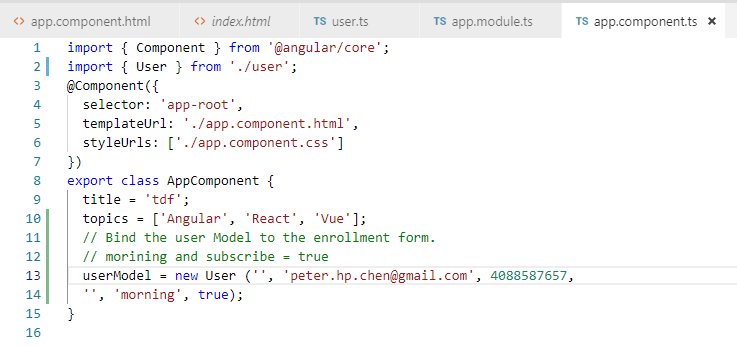 <> app.component.html <> index.html TS user.ts TS app.module.ts TS app.component.ts ×
1 import { Component } from '@angular/core';
2 import { User } from './user';
3 @Component({
4 selector: 'app-root',
5 templateUrl: './app.component.html',
6 styleUrls: ['./app.component.css']
7 })
8 export class AppComponent {
9 title = 'tdf';
10 topics = ['Angular', 'React', 'Vue'];
11 // Bind the user Model to the enrollment form.
12 // morining and subscribe = true
13 userModel = new User ('', 'peter.hp.chen@gmail.com', 4088587657,
14 '', 'morning', true);
15 }
16